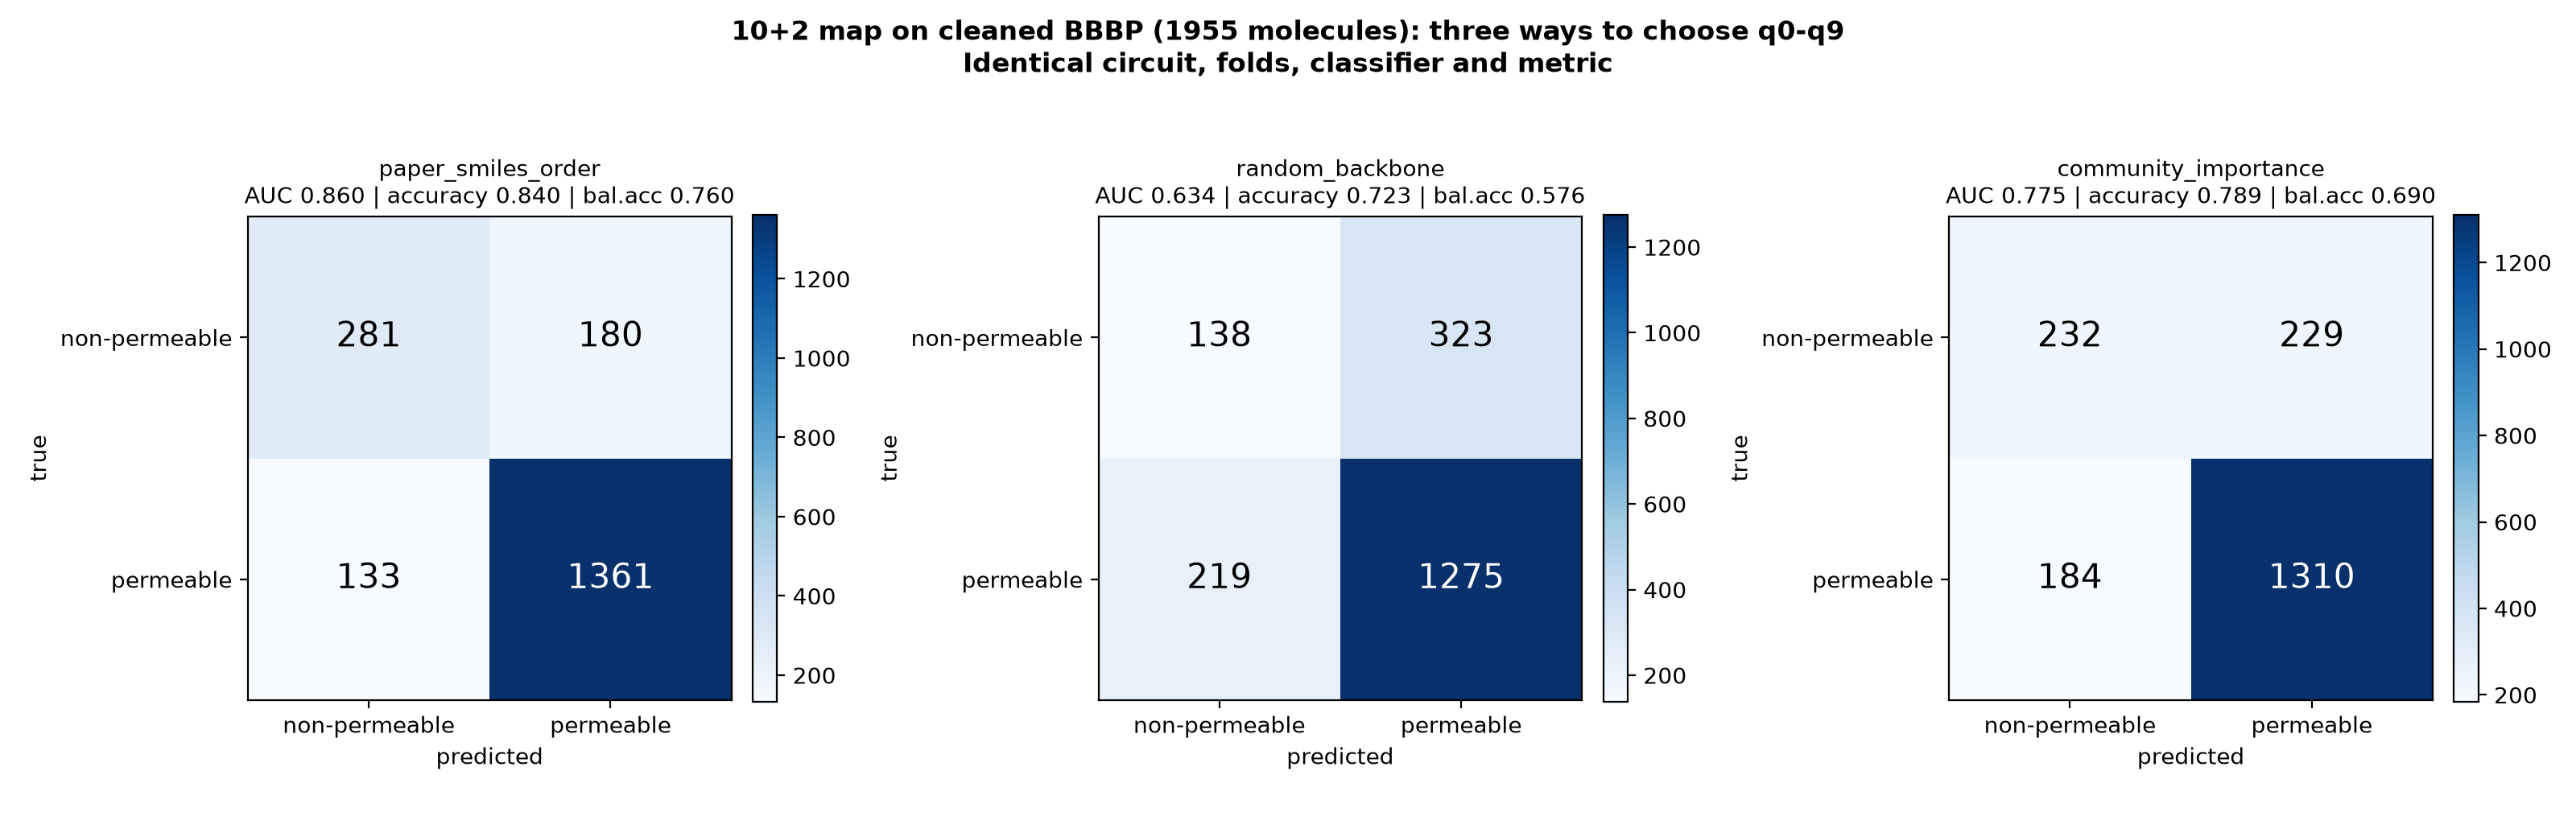 10+2 map on cleaned BBBP (1955 molecules): three ways to choose q0-q9
Identical circuit, folds, classifier and metric
paper_smiles_order
AUC 0.860 | accuracy 0.840 | bal.acc 0.760
true
non-permeable
permeable
281
180
133
1361
non-permeable
permeable
predicted
1200
1000
800
600
400
200
random_backbone
AUC 0.634 | accuracy 0.723 | bal.acc 0.576
true
non-permeable
permeable
138
323
219
1275
non-permeable
permeable
predicted
1200
1000
800
600
400
200
community_importance
AUC 0.775 | accuracy 0.789 | bal.acc 0.690
true
non-permeable
permeable
232
229
184
1310
non-permeable
permeable
predicted
1200
1000
800
600
400
200